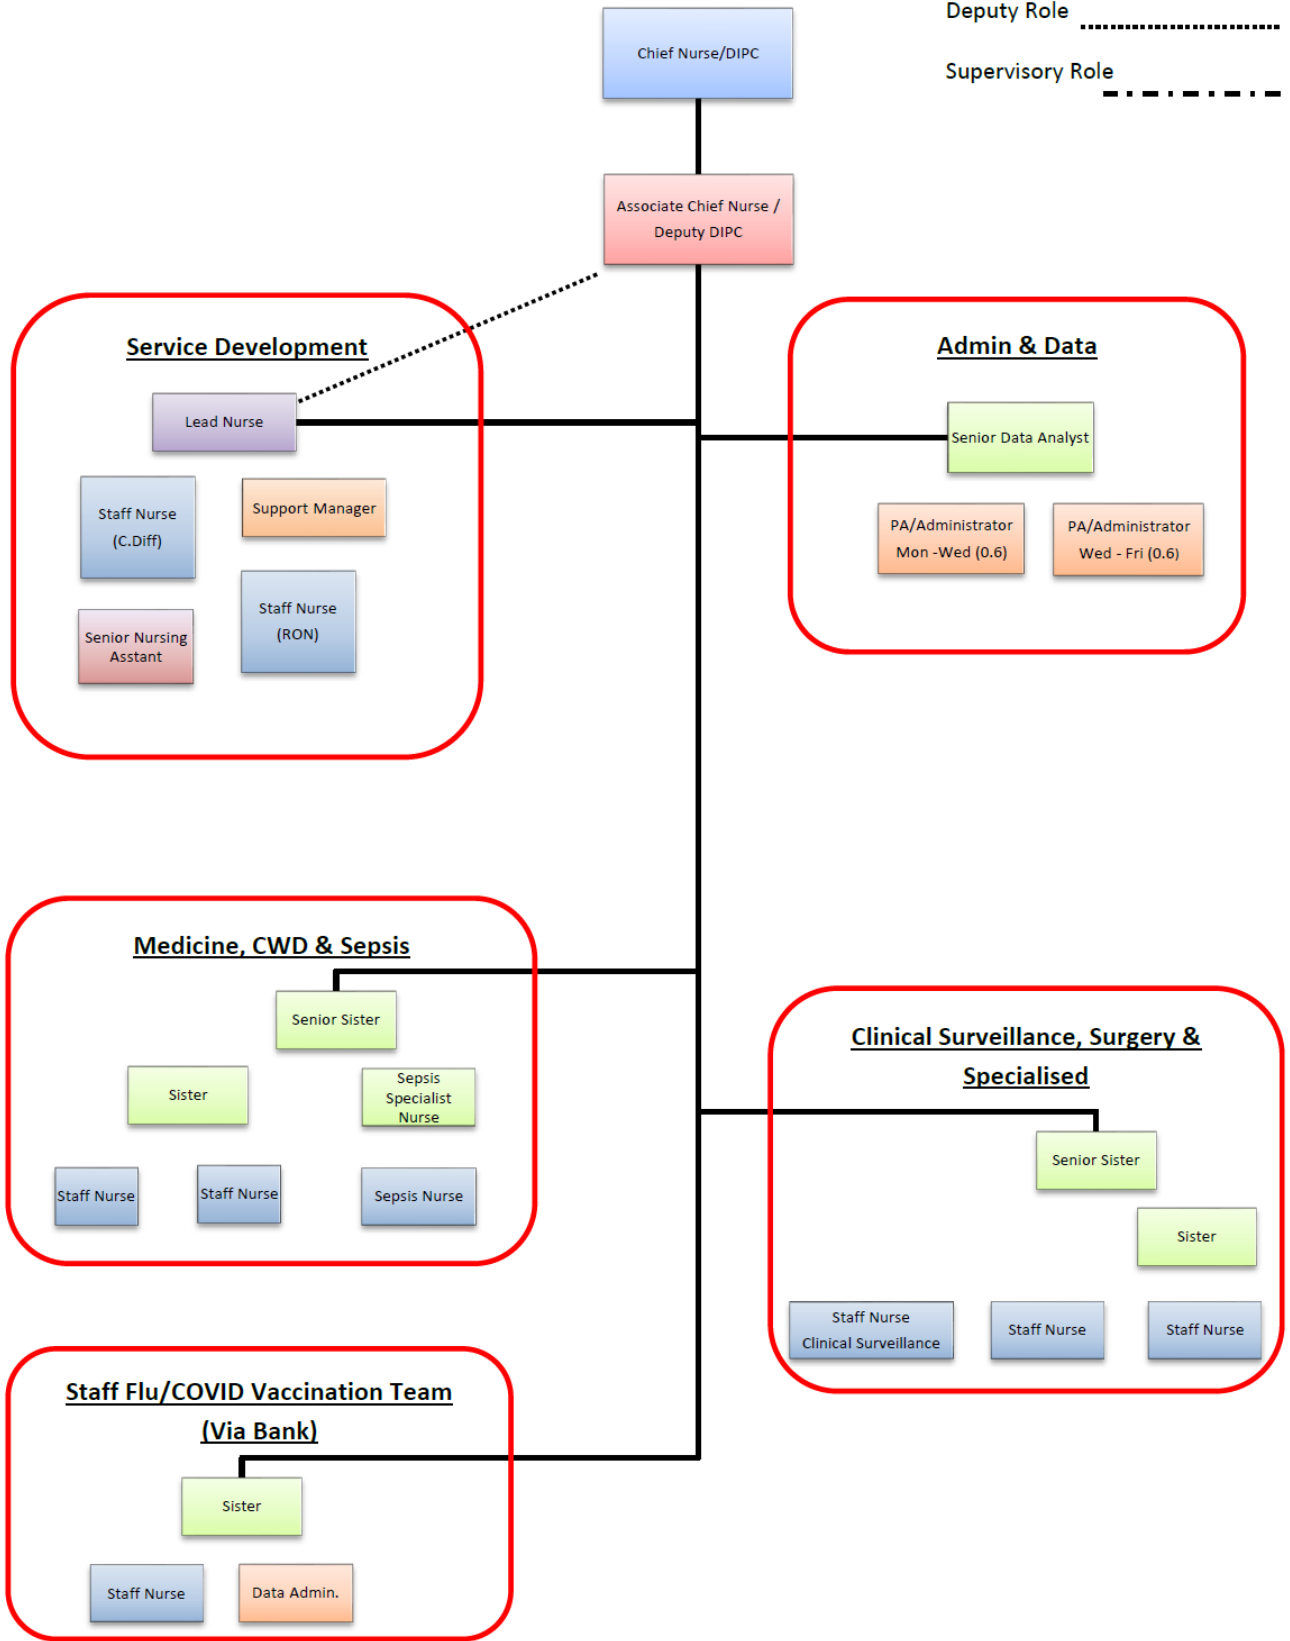 Deputy Role
Supervisory Role
Chief Nurse/DIPC
Associate Chief Nurse /
Deputy DIPC
Service Development
Lead Nurse
Staff Nurse
(C.Diff)
Support Manager
Senior Nursing
Asstant
Staff Nurse
(RON)
Admin & Data
Senior Data Analyst
PA/Administrator
Mon -Wed (0.6)
PA/Administrator
Wed - Fri (0.6)
Medicine, CWD & Sepsis
Senior Sister
Sister
Sepsis
Specialist
Nurse
Staff Nurse
Staff Nurse
Sepsis Nurse
Clinical Surveillance, Surgery &
Specialised
Senior Sister
Sister
Staff Nurse
Clinical Surveillance
Staff Nurse
Staff Nurse
Staff Flu/COVID Vaccination Team
(Via Bank)
Sister
Staff Nurse
Data Admin.